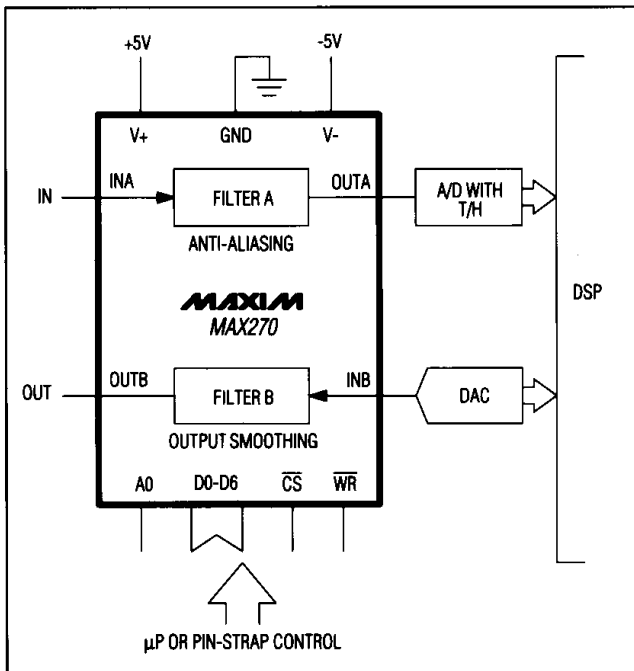 +5V
-5V
V+
GND
V-
IN
INA
FILTER A
OUTA
A/D WITH
T/H
ANTI-ALIASING
DSP
MAXIM
MAX270
OUT
OUTB
FILTER B
INB
DAC
OUTPUT SMOOTHING
A0
D0-D6
CS
WR
µP OR PIN-STRAP CONTROL